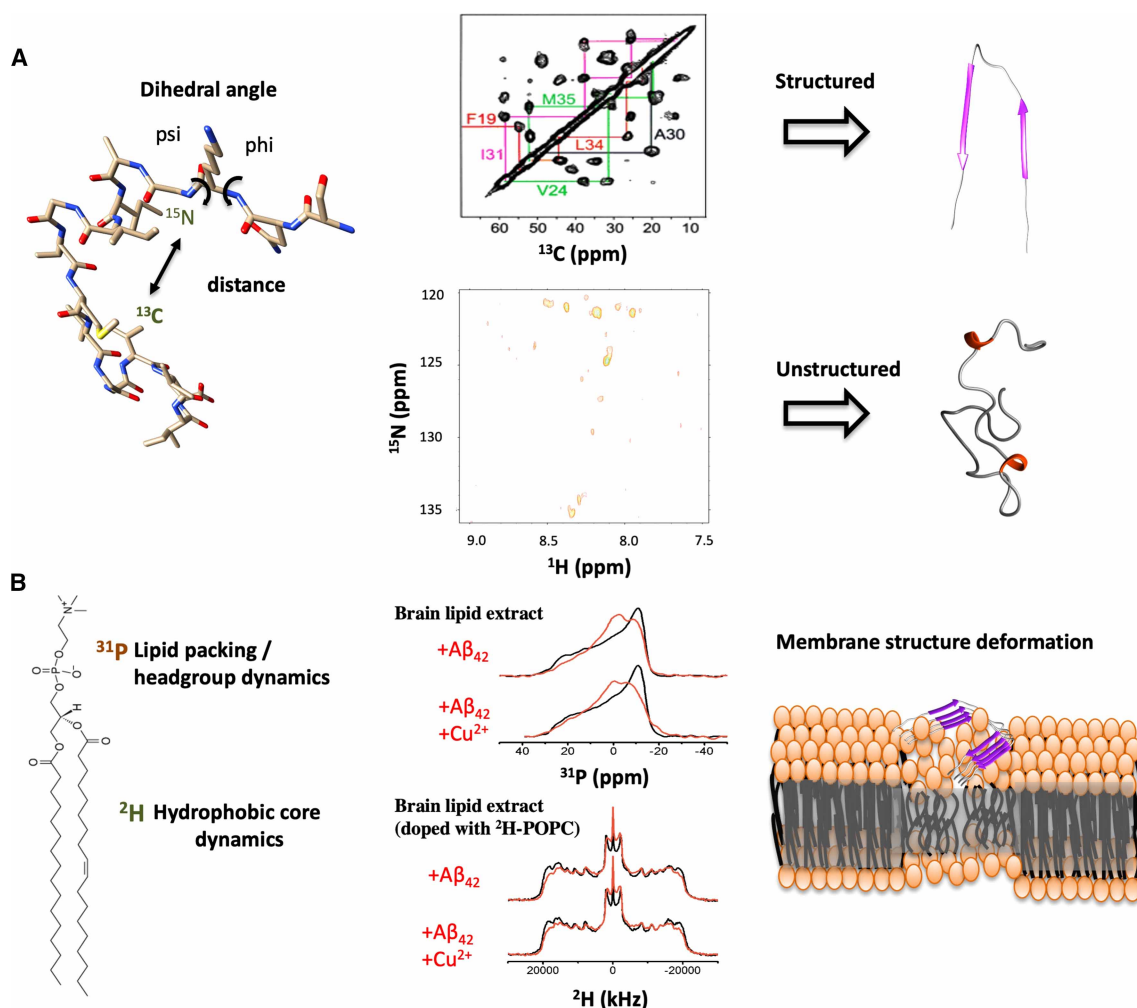 A
Dihedral angle
psi
phi
¹⁵N
distance
¹³C
M35
F19
A30
L34
I31
V24
60 50 40 30 20 10
¹³C (ppm)
Structured
120
125
130
135
¹⁵N (ppm)
9.0 8.5 8.0 7.5
¹H (ppm)
Unstructured
B
N⁺
O
P
O⁻
O
O
H
O
O
O
O
³¹P Lipid packing /
headgroup dynamics
²H Hydrophobic core
dynamics
Brain lipid extract
+Aβ₄₂
+Aβ₄₂
+Cu²⁺
40 20 0 -20 -40
³¹P (ppm)
Brain lipid extract
(doped with ²H-POPC)
+Aβ₄₂
+Aβ₄₂
+Cu²⁺
20000 0 -20000
²H (kHz)
Membrane structure deformation